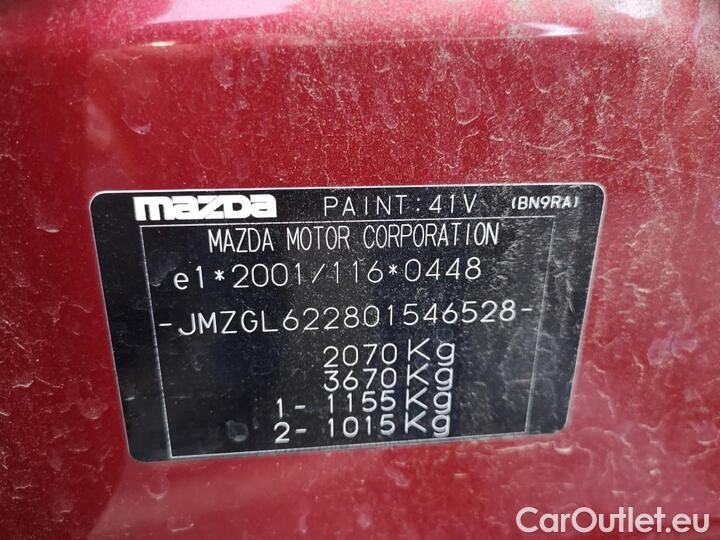 mazda PAINT:41V (BN9RA)
MAZDA MOTOR CORPORATION
e1*2001/116*0448
-JMZGL622801546528-
2070Kg
3670Kg
1- 1155Kg
2- 1015Kg
CarOutlet.eu